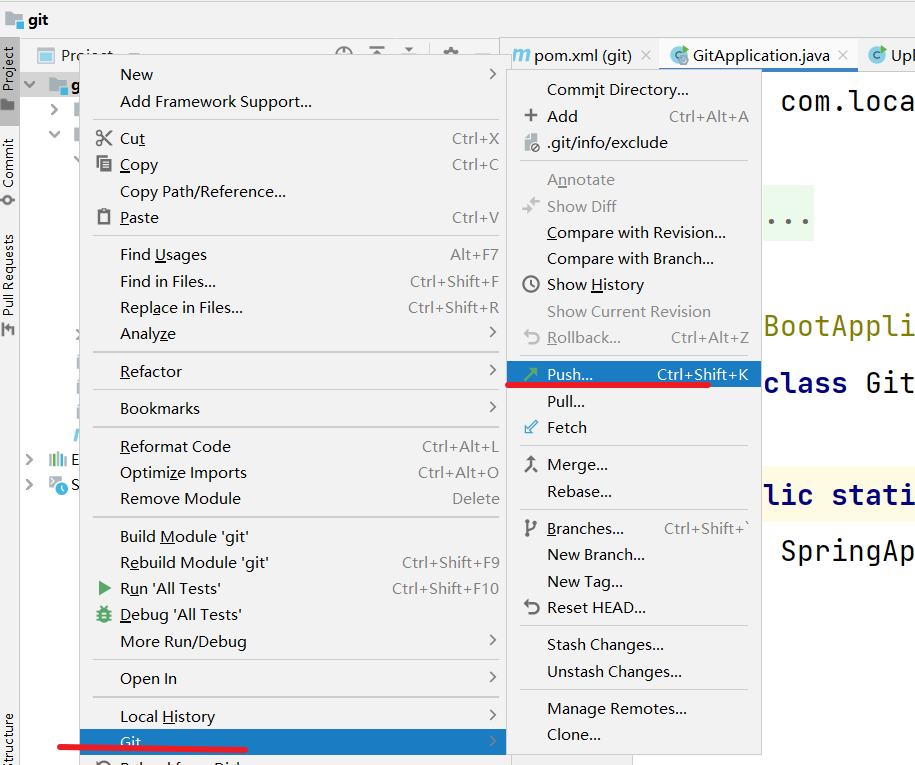 git
Project
pom.xml (git)
GitApplication.java
Project
Commit
Pull Requests
Structure
New
Add Framework Support...
Cut Ctrl+X
Copy Ctrl+C
Copy Path/Reference...
Paste Ctrl+V
Find Usages Alt+F7
Find in Files... Ctrl+Shift+F
Replace in Files... Ctrl+Shift+R
Analyze
Refactor
Bookmarks
Reformat Code Ctrl+Alt+L
Optimize Imports Ctrl+Alt+O
Remove Module Delete
Build Module 'git'
Rebuild Module 'git' Ctrl+Shift+F9
Run 'All Tests' Ctrl+Shift+F10
Debug 'All Tests'
More Run/Debug
Open In
Local History
Git
Commit Directory...
Add Ctrl+Alt+A
.git/info/exclude
Annotate
Show Diff
Compare with Revision...
Compare with Branch...
Show History
Show Current Revision
Rollback... Ctrl+Alt+Z
Push... Ctrl+Shift+K
Pull...
Fetch
Merge...
Rebase...
Branches... Ctrl+Shift+`
New Branch...
New Tag...
Reset HEAD...
Stash Changes...
Unstash Changes...
Manage Remotes...
Clone...
com.loca
...
BootAppli
class Git
lic stati
SpringAp